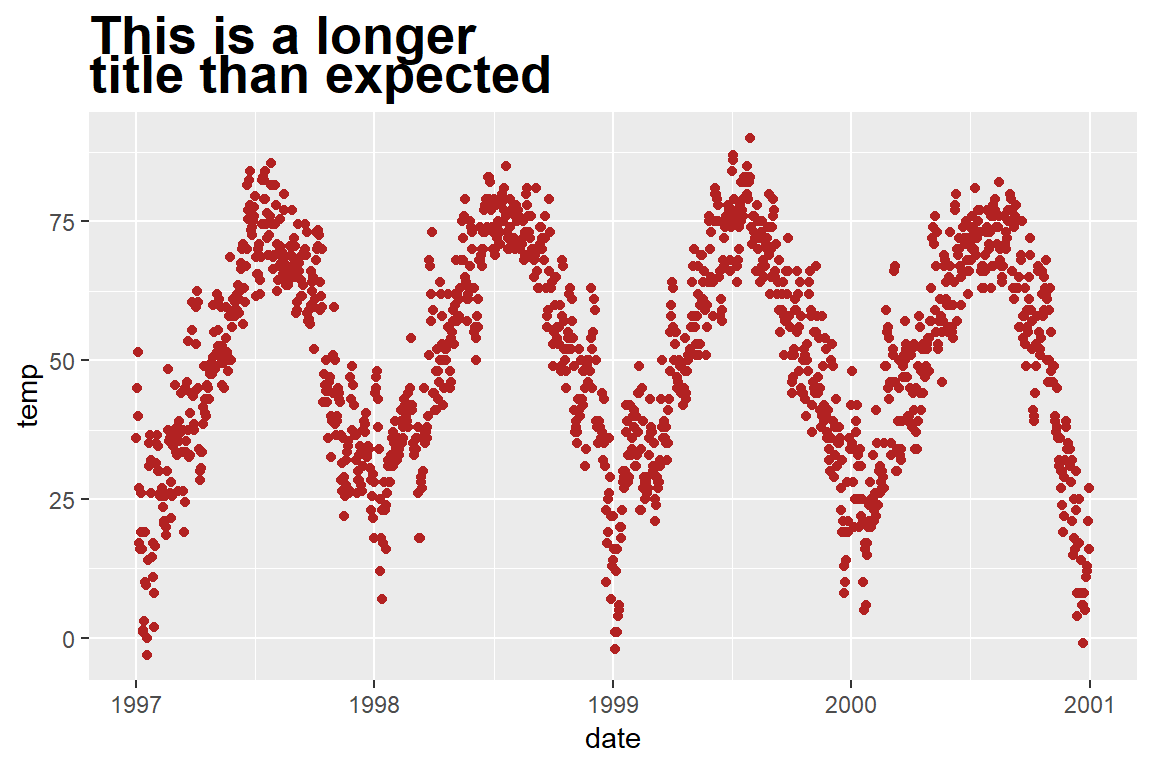 This is a longer
title than expected
75
50
25
0
temp
1997 1998 1999 2000 2001
date